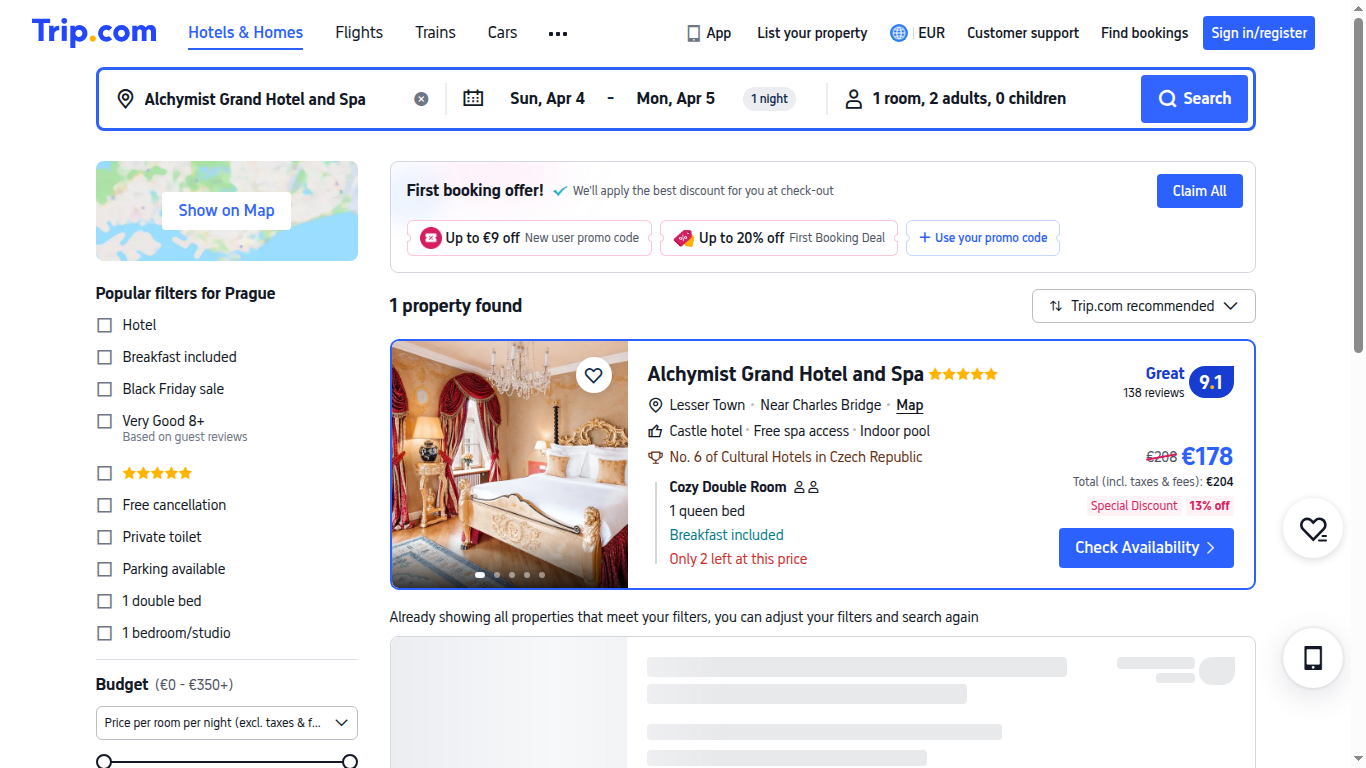 Trip.com
Hotels & Homes
Flights
Trains
Cars
App
List your property
EUR
Customer support
Find bookings
Sign in/register
Alchymist Grand Hotel and Spa
Sun, Apr 4 - Mon, Apr 5
1 night
1 room, 2 adults, 0 children
Search
Show on Map
Popular filters for Prague
Hotel
Breakfast included
Black Friday sale
Very Good 8+
Based on guest reviews
Free cancellation
Private toilet
Parking available
1 double bed
1 bedroom/studio
Budget (€0 - €350+)
Price per room per night (excl. taxes & f...
First booking offer!
We'll apply the best discount for you at check-out
Claim All
Up to €9 off New user promo code
Up to 20% off First Booking Deal
+ Use your promo code
1 property found
Trip.com recommended
Alchymist Grand Hotel and Spa
Great
138 reviews
9.1
Lesser Town · Near Charles Bridge · Map
Castle hotel · Free spa access · Indoor pool
No. 6 of Cultural Hotels in Czech Republic
Cozy Double Room
1 queen bed
Breakfast included
Only 2 left at this price
€208 €178
Total (incl. taxes & fees): €204
Special Discount 13% off
Check Availability
Already showing all properties that meet your filters, you can adjust your filters and search again